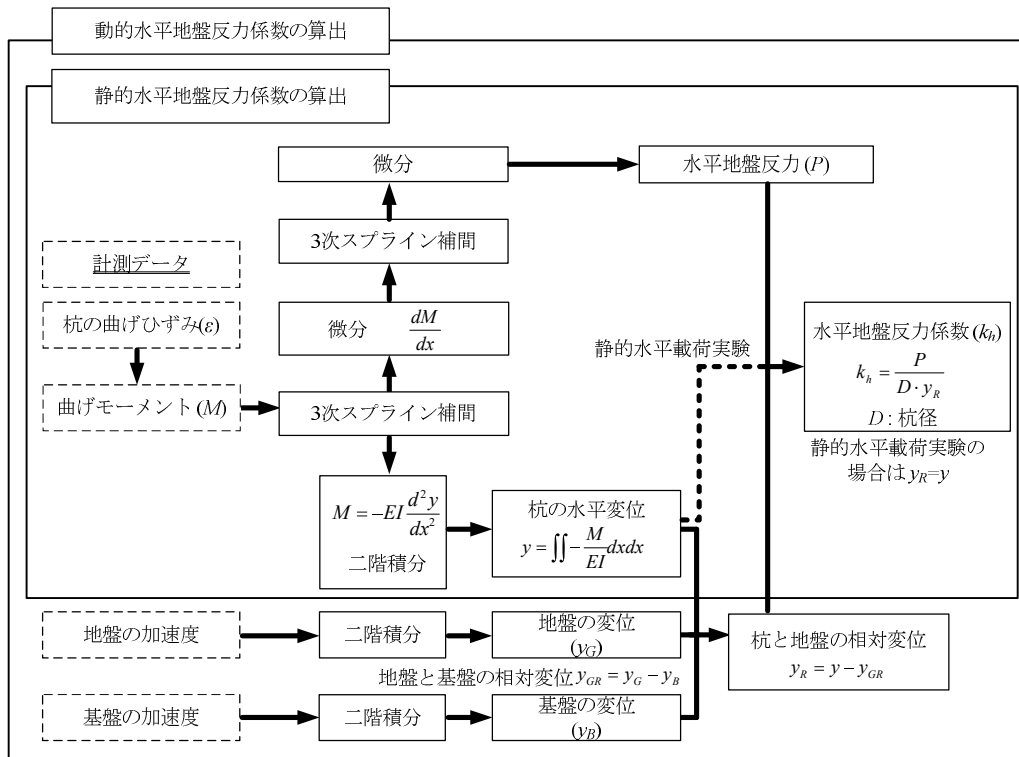 動的水平地盤反力係数の算出
静的水平地盤反力係数の算出
微分
水平地盤反力 (P)
3次スプライン補間
計測データ
杭の曲げひずみ(ε)
微分 dM/dx
静的水平載荷実験
水平地盤反力係数 (kh)
k_h = P/(D·y_R)
D : 杭径
曲げモーメント (M)
3次スプライン補間
静的水平載荷実験の
場合は yR=y
M = −EI d²y/dx²
二階積分
杭の水平変位
y = ∬ − M/EI dxdx
地盤の加速度
二階積分
地盤の変位
(yG)
杭と地盤の相対変位
y_R = y − y_GR
地盤と基盤の相対変位 y_GR = y_G − y_B
基盤の加速度
二階積分
基盤の変位
(yB)